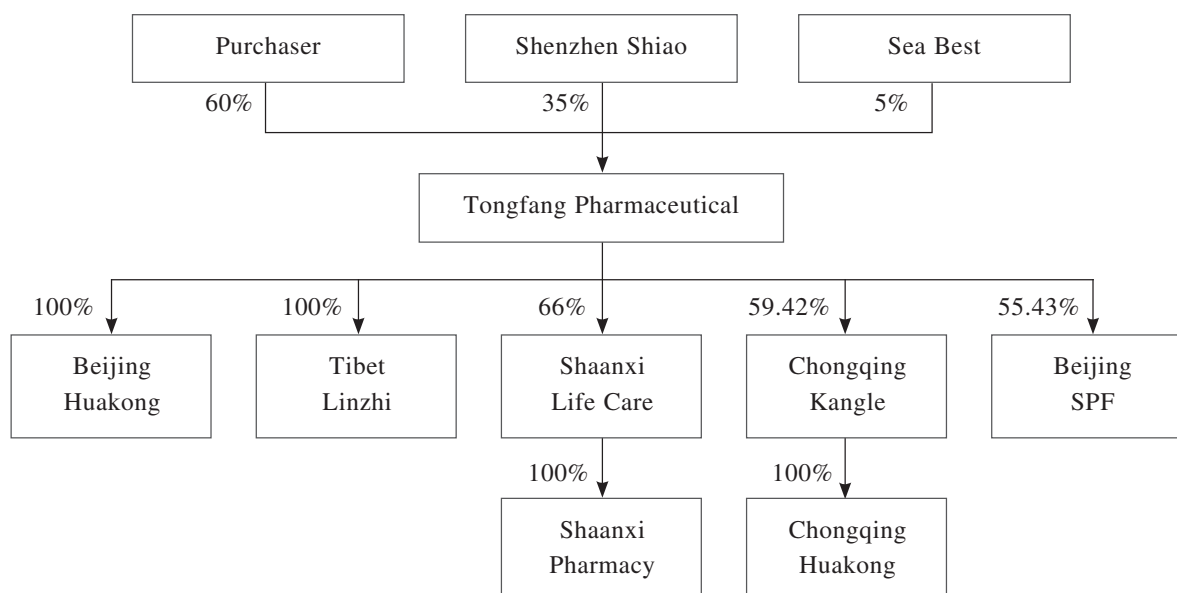 Purchaser
Shenzhen Shiao
Sea Best
60%
35%
5%
Tongfang Pharmaceutical
100%
100%
66%
59.42%
55.43%
Beijing
Huakong
Tibet
Linzhi
Shaanxi
Life Care
Chongqing
Kangle
Beijing
SPF
100%
100%
Shaanxi
Pharmacy
Chongqing
Huakong